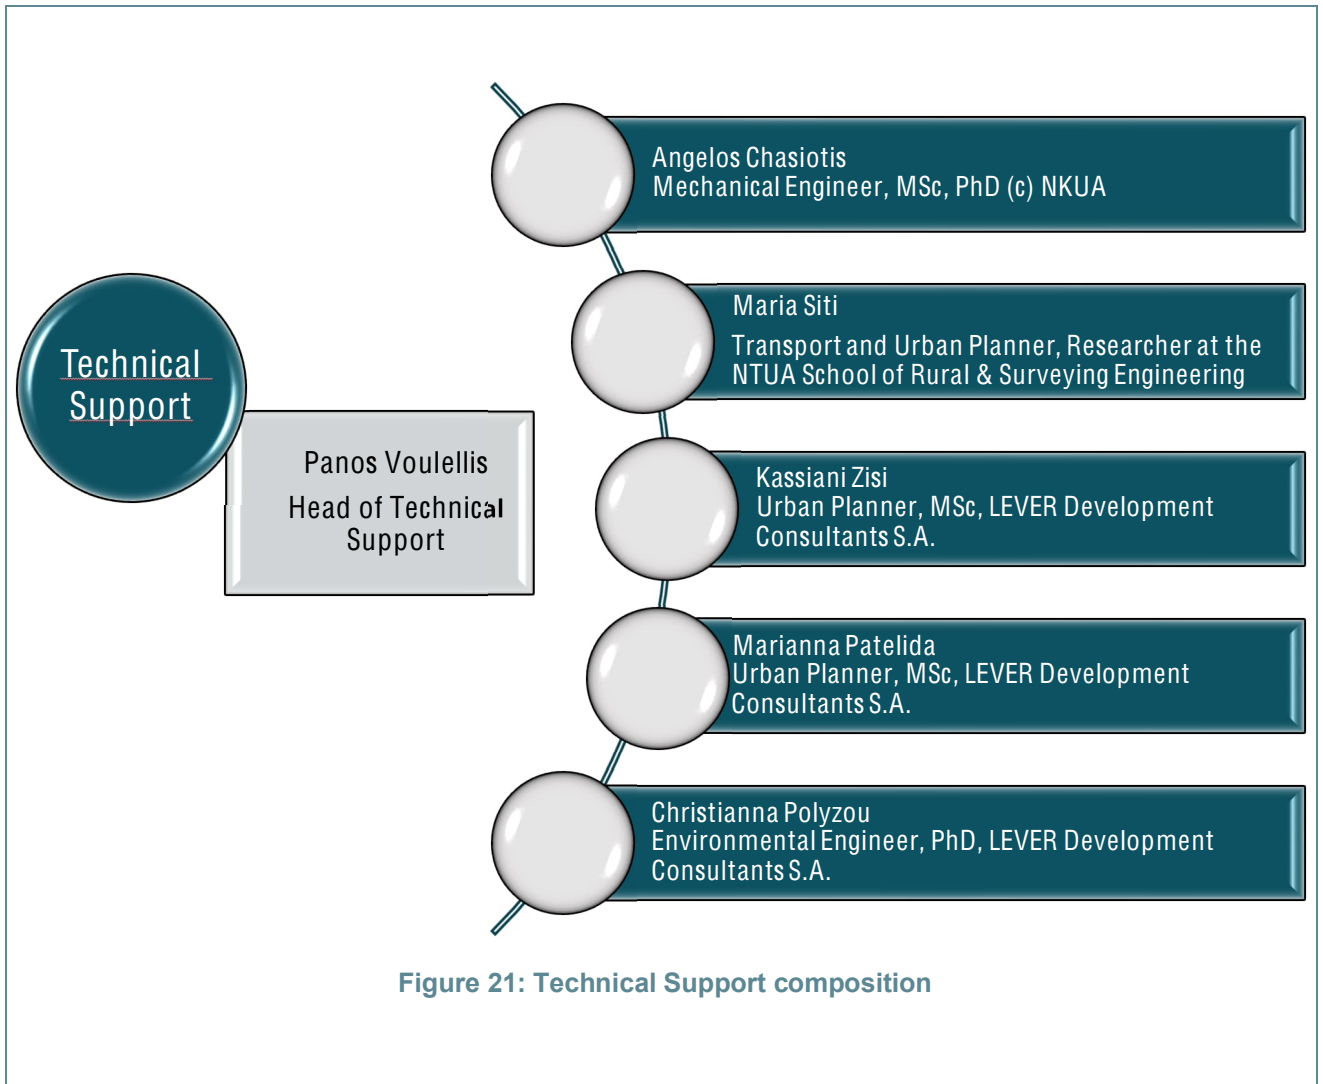 Technical
Support
Panos Voulellis
Head of Technical
Support
Angelos Chasiotis
Mechanical Engineer, MSc, PhD (c) NKUA
Maria Siti
Transport and Urban Planner, Researcher at the
NTUA School of Rural & Surveying Engineering
Kassiani Zisi
Urban Planner, MSc, LEVER Development
Consultants S.A.
Marianna Patelida
Urban Planner, MSc, LEVER Development
Consultants S.A.
Christianna Polyzou
Environmental Engineer, PhD, LEVER Development
Consultants S.A.
Figure 21: Technical Support composition